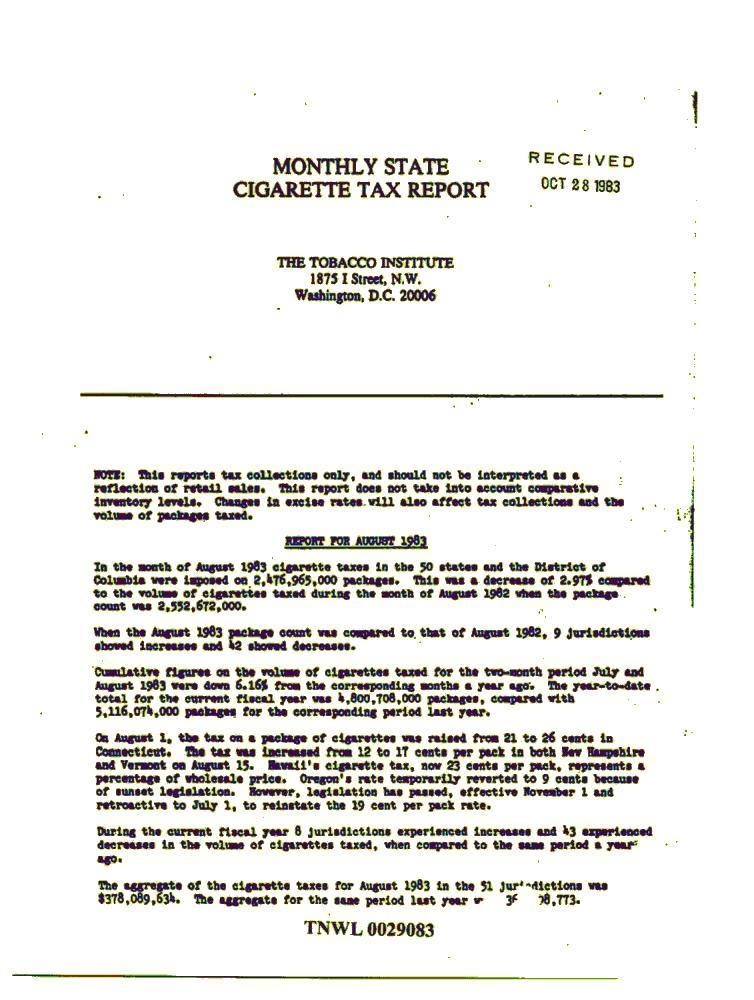 MONTHLY STATE
CIGARETTE TAX REPORT
RECEIVED
OCT 28 1983
THE TOBACCO INSTITUTE
1875 I Street, N.W.
Washington, D.C. 20006
NOTE: This reports tax collections only, and should not be interpreted as a
reflection of retail sales. This report does not take into account comparative
inventory levels. Changes in excise rates will also affect tax collections and the
volume of packages taxed.
REPORT FOR AUGUST 1983
In the month of August 1983 cigarette taxes in the 50 states and the District of
Columbia were imposed on 2,476,965,000 packages. This was a decrease of 2.97% compared
to the volume of cigarettes taxed during the month of August 1982 when the package
count was 2,552,672,000.
When the August 1983 package count was compared to that of August 1982, 9 jurisdictions
showed increases and 42 showed decreases.
Cumulative figures on the volume of cigarettes taxed for the two-month period July and
August 1983 were down 6.16% from the corresponding months a year ago. The year-to-date
total for the current fiscal year was 4,800,708,000 packages, compared with
5,116,074,000 packages for the corresponding period last year.
On August 1, the tax on a package of cigarettes was raised from 21 to 26 cents in
Connecticut. The tax was increased from 12 to 17 cents per pack in both New Hampshire
and Vermont on August 15. Hawaii's cigarette tax, now 23 cents per pack, represents a
percentage of wholesale price. Oregon's rate temporarily reverted to 9 cents because
of sunset legislation. However, legislation has passed, effective November 1 and
retroactive to July 1, to reinstate the 19 cent per pack rate.
During the current fiscal year 8 jurisdictions experienced increases and 43 experienced
decreases in the volume of cigarettes taxed, when compared to the same period a year
ago.
The aggregate of the cigarette taxes for August 1983 in the 51 jurisdictions was
$378,089,634. The aggregate for the same period last year
TNWL 0029083